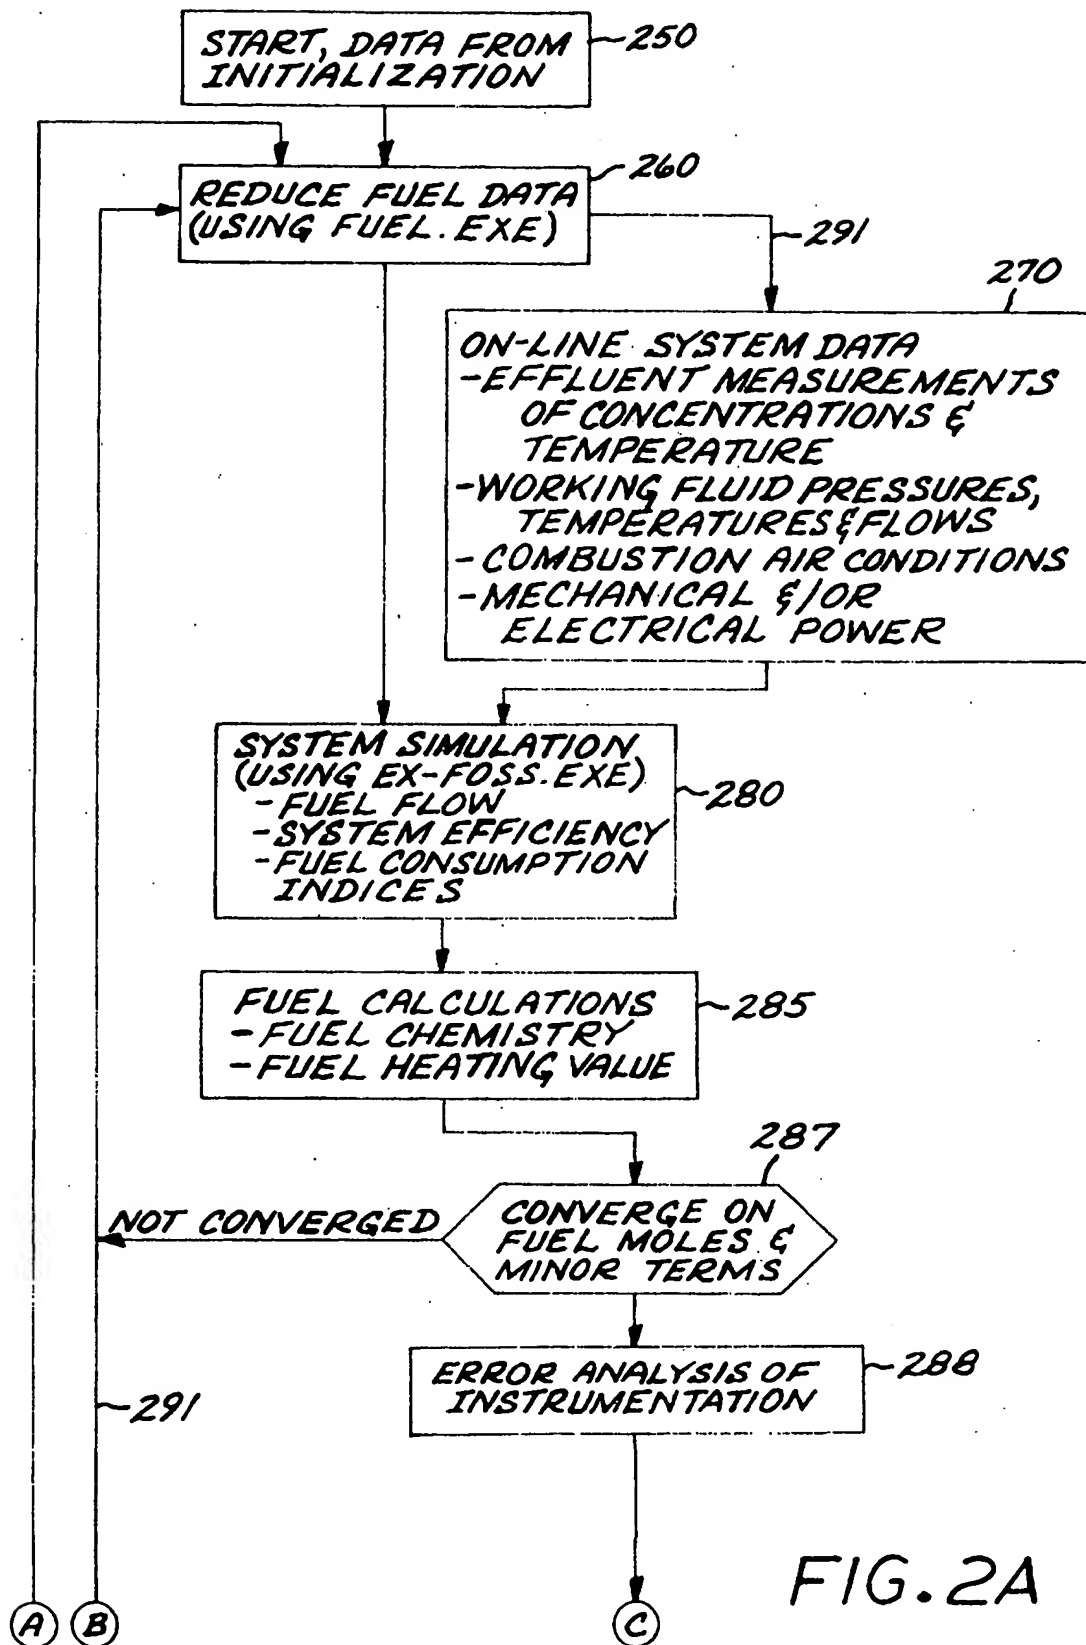 START, DATA FROM
INITIALIZATION
250
REDUCE FUEL DATA
(USING FUEL.EXE)
260
291
270
ON-LINE SYSTEM DATA
-EFFLUENT MEASUREMENTS
OF CONCENTRATIONS &
TEMPERATURE
-WORKING FLUID PRESSURES,
TEMPERATURES & FLOWS
- COMBUSTION AIR CONDITIONS
- MECHANICAL &/OR
ELECTRICAL POWER
SYSTEM SIMULATION
(USING EX-FOSS.EXE)
- FUEL FLOW
- SYSTEM EFFICIENCY
- FUEL CONSUMPTION
INDICES
280
FUEL CALCULATIONS
- FUEL CHEMISTRY
- FUEL HEATING VALUE
285
287
NOT CONVERGED
CONVERGE ON
FUEL MOLES &
MINOR TERMS
ERROR ANALYSIS OF
INSTRUMENTATION
288
291
A
B
C
FIG. 2A